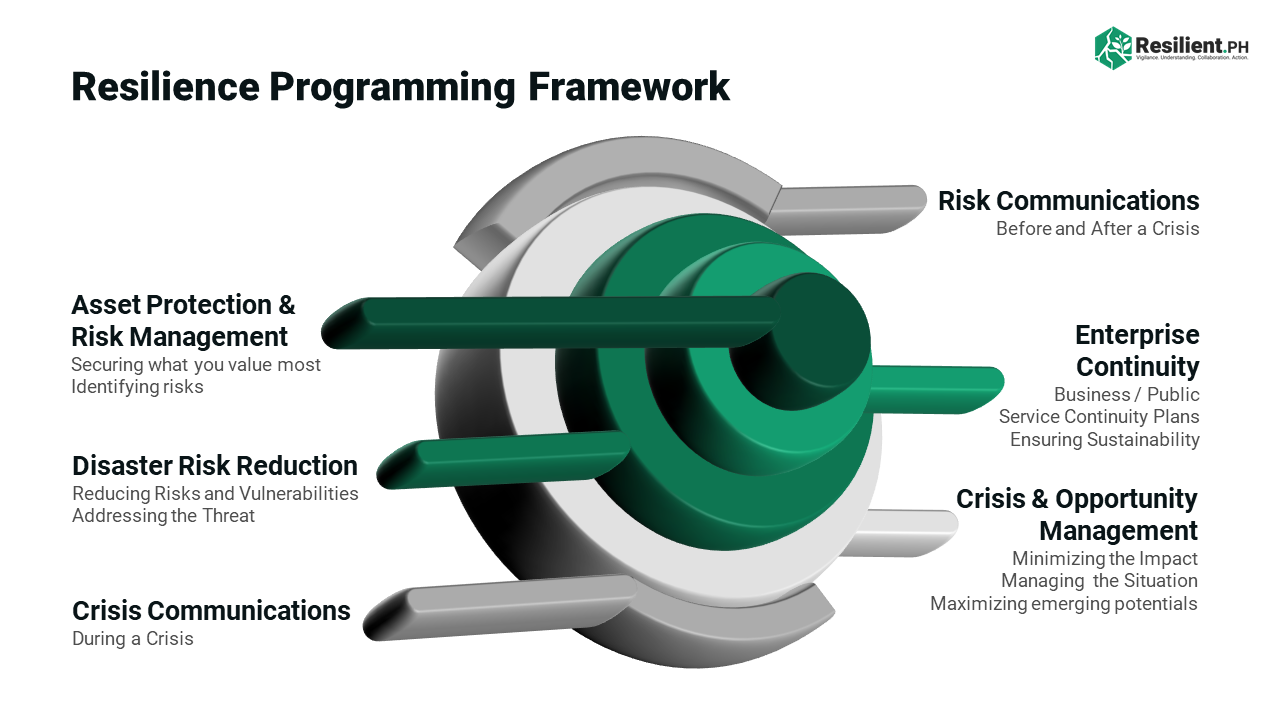 Resilient.PH
Vigilance. Understanding. Collaboration. Action.
Resilience Programming Framework
Risk Communications
Before and After a Crisis
Asset Protection &
Risk Management
Securing what you value most
Identifying risks
Enterprise
Continuity
Business / Public
Service Continuity Plans
Ensuring Sustainability
Disaster Risk Reduction
Reducing Risks and Vulnerabilities
Addressing the Threat
Crisis & Opportunity
Management
Minimizing the Impact
Managing the Situation
Maximizing emerging potentials
Crisis Communications
During a Crisis